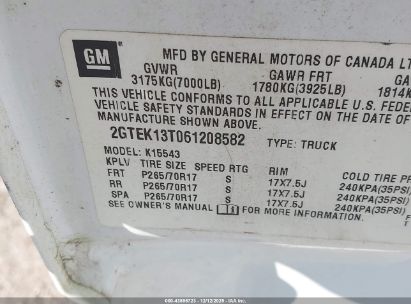 GM
MFD BY GENERAL MOTORS OF CANADA LT
GVWR GAWR FRT GA
3175KG(7000LB) 1780KG(3925LB) 1814K
THIS VEHICLE CONFORMS TO ALL APPLICABLE U.S. FEDER
VEHICLE SAFETY STANDARDS IN EFFECT ON THE DATE OF
MANUFACTURE SHOWN ABOVE.
2GTEK13T061208582 TYPE: TRUCK
MODEL: K15543
KPLV TIRE SIZE SPEED RTG RIM COLD TIRE PR
FRT P265/70R17 S 17X7.5J 240KPA(35PSI)
RR P265/70R17 S 17X7.5J 240KPA(35PSI)
SPA P265/70R17 S 17X7.5J 240KPA(35PSI)
SEE OWNER'S MANUAL FOR MORE INFORMATION.